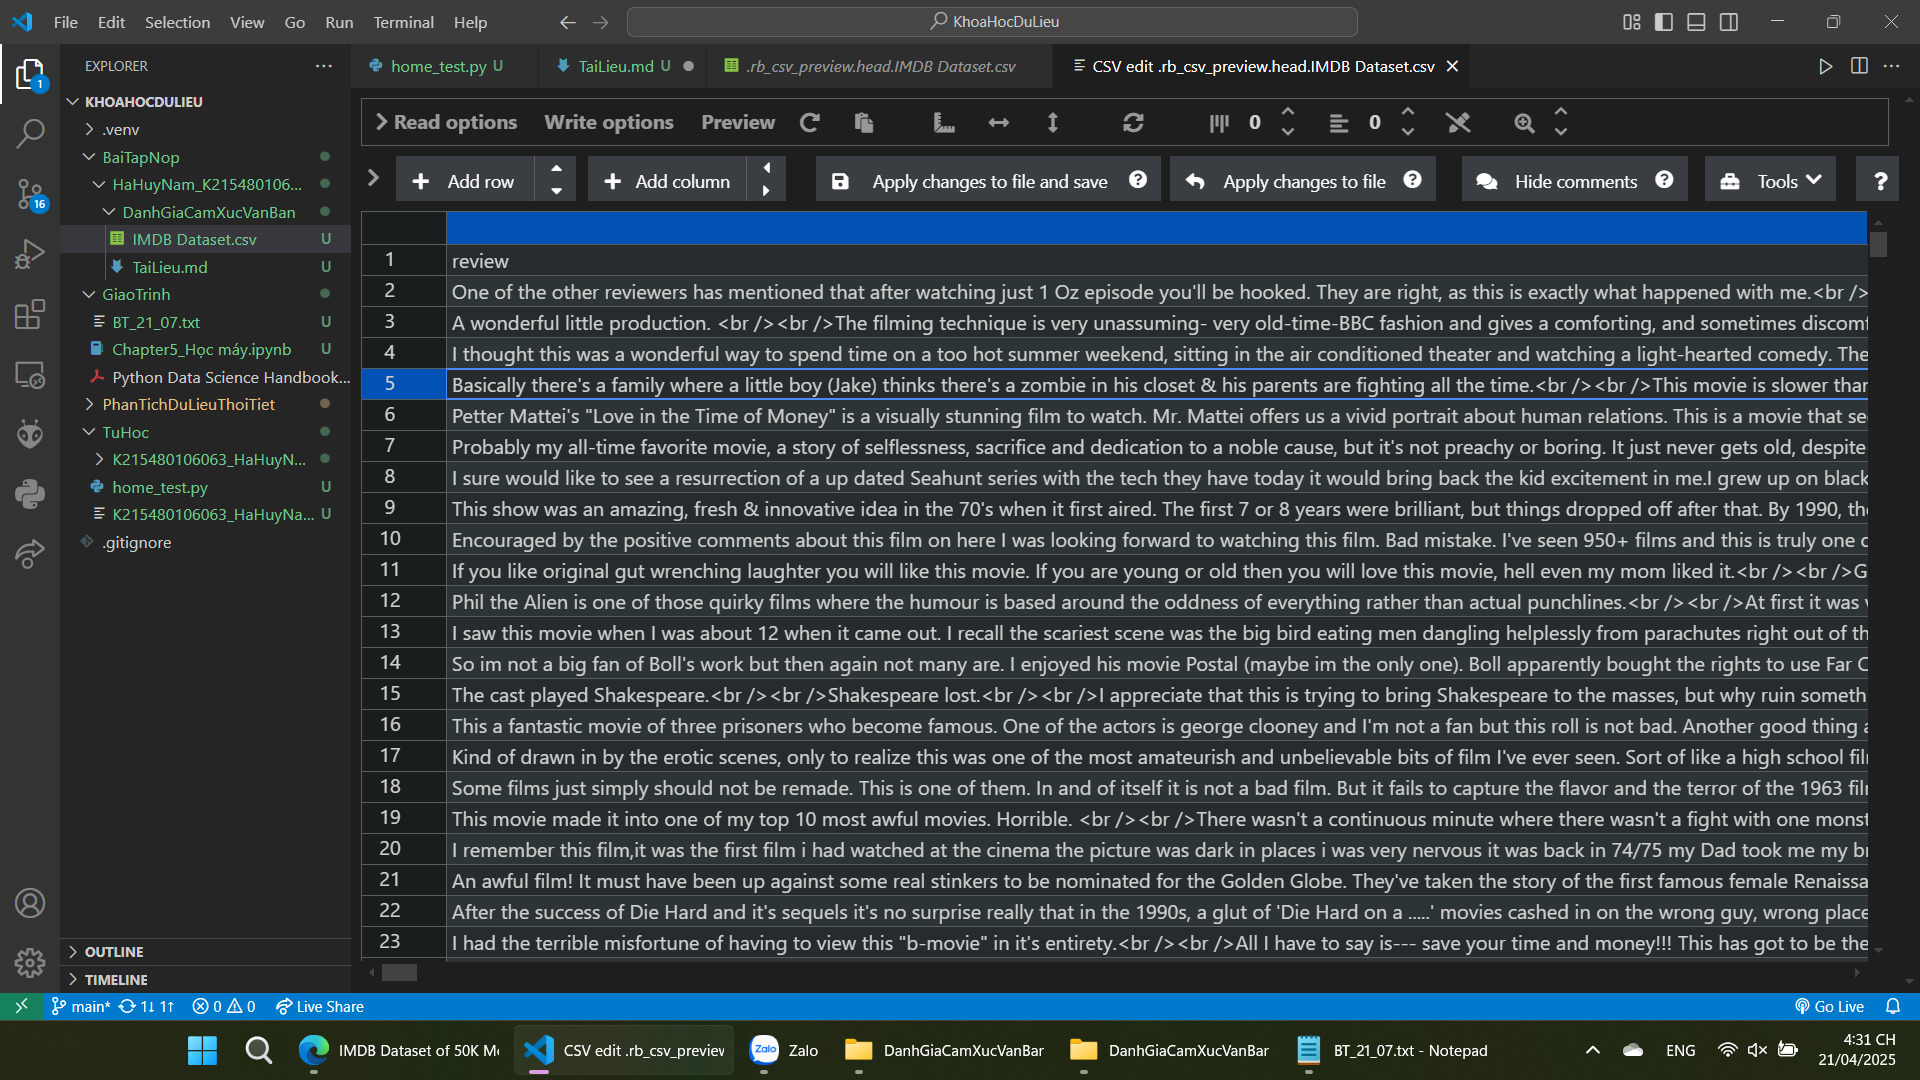 File Edit Selection View Go Run Terminal Help
KhoaHocDuLieu
EXPLORER
home_test.py U
TaiLieu.md U
.rb_csv_preview.head.IMDB Dataset.csv
CSV edit .rb_csv_preview.head.IMDB Dataset.csv
KHOAHOCDULIEU
.venv
BaiTapNop
HaHuyNam_K215480106...
DanhGiaCamXucVanBan
IMDB Dataset.csv U
TaiLieu.md U
GiaoTrinh
BT_21_07.txt U
Chapter5_Học máy.ipynb U
Python Data Science Handbook...
PhanTichDuLieuThoiTiet
TuHoc
K215480106063_HaHuyN...
home_test.py U
K215480106063_HaHuyNa... U
.gitignore
OUTLINE
TIMELINE
1
16
Read options Write options Preview 0 0
Add row Add column Apply changes to file and save Apply changes to file Hide comments Tools ?
1 review
2 One of the other reviewers has mentioned that after watching just 1 Oz episode you'll be hooked. They are right, as this is exactly what happened with me.<br />
3 A wonderful little production. <br /><br />The filming technique is very unassuming- very old-time-BBC fashion and gives a comforting, and sometimes discomf
4 I thought this was a wonderful way to spend time on a too hot summer weekend, sitting in the air conditioned theater and watching a light-hearted comedy. The
5 Basically there's a family where a little boy (Jake) thinks there's a zombie in his closet & his parents are fighting all the time.<br /><br />This movie is slower than
6 Petter Mattei's "Love in the Time of Money" is a visually stunning film to watch. Mr. Mattei offers us a vivid portrait about human relations. This is a movie that se
7 Probably my all-time favorite movie, a story of selflessness, sacrifice and dedication to a noble cause, but it's not preachy or boring. It just never gets old, despite
8 I sure would like to see a resurrection of a up dated Seahunt series with the tech they have today it would bring back the kid excitement in me.I grew up on black
9 This show was an amazing, fresh & innovative idea in the 70's when it first aired. The first 7 or 8 years were brilliant, but things dropped off after that. By 1990, the
10 Encouraged by the positive comments about this film on here I was looking forward to watching this film. Bad mistake. I've seen 950+ films and this is truly one o
11 If you like original gut wrenching laughter you will like this movie. If you are young or old then you will love this movie, hell even my mom liked it.<br /><br />G
12 Phil the Alien is one of those quirky films where the humour is based around the oddness of everything rather than actual punchlines.<br /><br />At first it was v
13 I saw this movie when I was about 12 when it came out. I recall the scariest scene was the big bird eating men dangling helplessly from parachutes right out of th
14 So im not a big fan of Boll's work but then again not many are. I enjoyed his movie Postal (maybe im the only one). Boll apparently bought the rights to use Far C
15 The cast played Shakespeare.<br /><br />Shakespeare lost.<br /><br />I appreciate that this is trying to bring Shakespeare to the masses, but why ruin someth
16 This a fantastic movie of three prisoners who become famous. One of the actors is george clooney and I'm not a fan but this roll is not bad. Another good thing a
17 Kind of drawn in by the erotic scenes, only to realize this was one of the most amateurish and unbelievable bits of film I've ever seen. Sort of like a high school fil
18 Some films just simply should not be remade. This is one of them. In and of itself it is not a bad film. But it fails to capture the flavor and the terror of the 1963 fil
19 This movie made it into one of my top 10 most awful movies. Horrible. <br /><br />There wasn't a continuous minute where there wasn't a fight with one monst
20 I remember this film,it was the first film i had watched at the cinema the picture was dark in places i was very nervous it was back in 74/75 my Dad took me my br
21 An awful film! It must have been up against some real stinkers to be nominated for the Golden Globe. They've taken the story of the first famous female Renaissa
22 After the success of Die Hard and it's sequels it's no surprise really that in the 1990s, a glut of 'Die Hard on a .....' movies cashed in on the wrong guy, wrong place
23 I had the terrible misfortune of having to view this "b-movie" in it's entirety.<br /><br />All I have to say is--- save your time and money!!! This has got to be the
main* 1↓ 1↑ 0 0 Live Share Go Live
IMDB Dataset of 50K M
CSV edit .rb_csv_preview
Zalo Zalo
DanhGiaCamXucVanBar
DanhGiaCamXucVanBar
BT_21_07.txt - Notepad
ENG
4:31 CH
21/04/2025